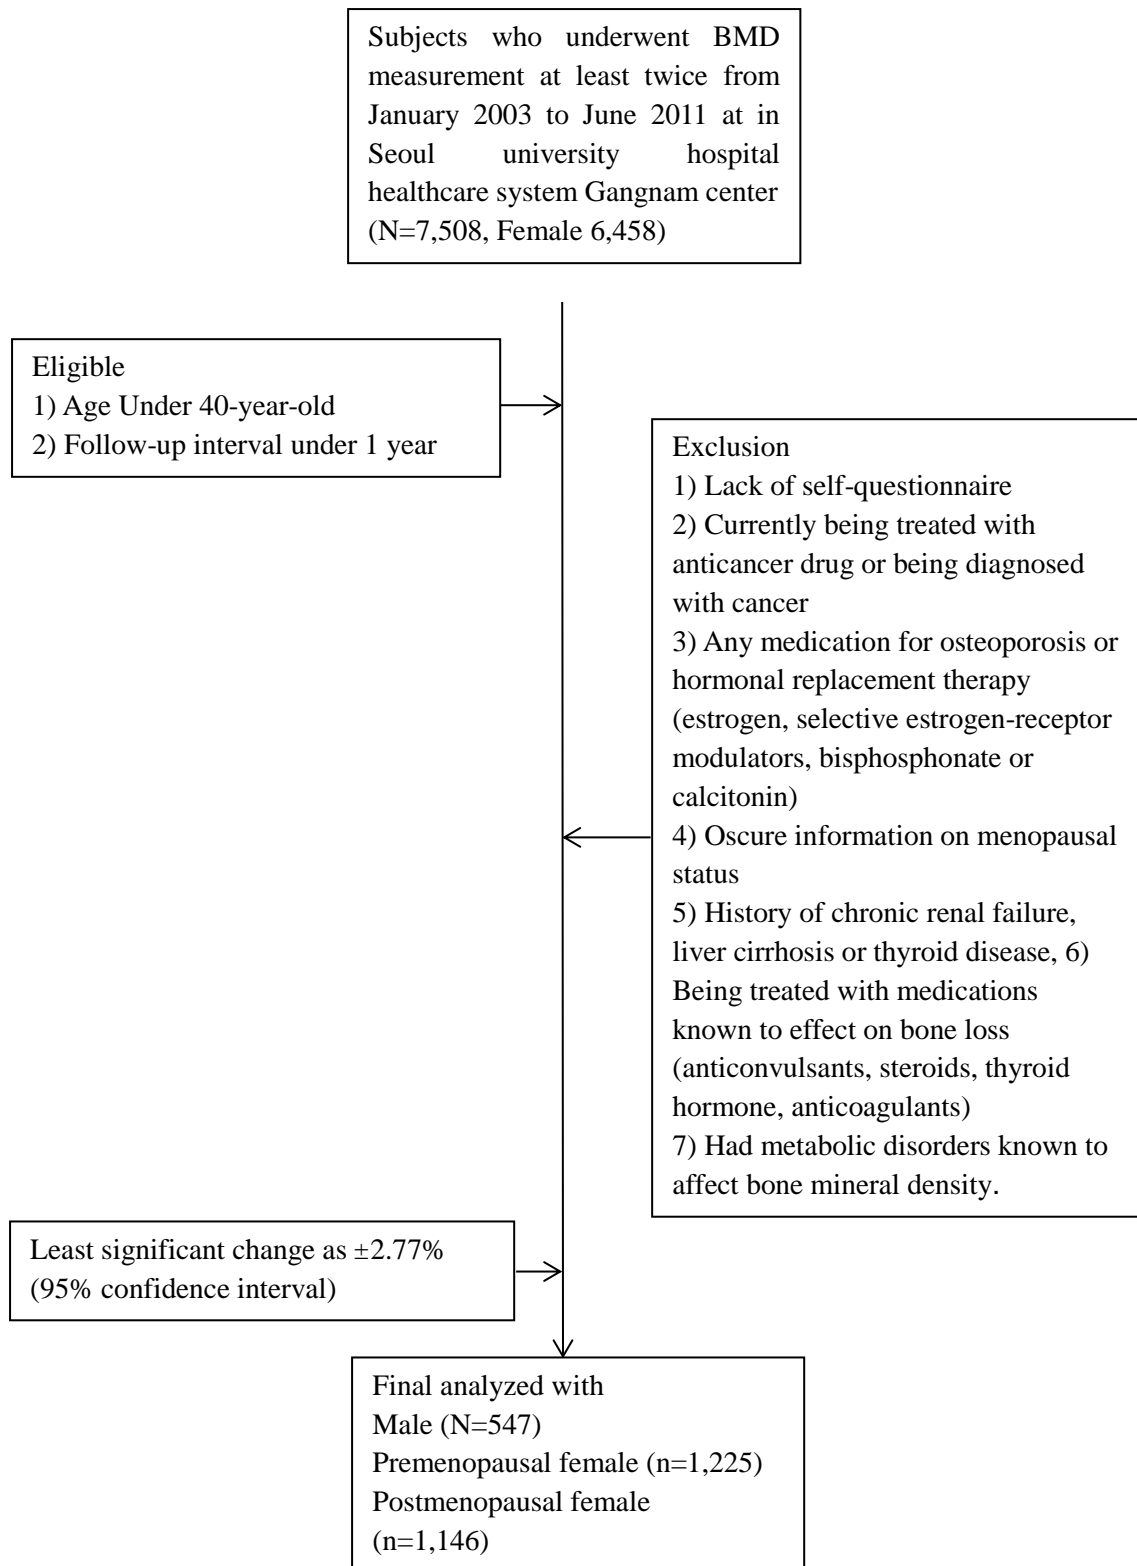 Subjects who underwent BMD
measurement at least twice from
January 2003 to June 2011 at in
Seoul university hospital
healthcare system Gangnam center
(N=7,508, Female 6,458)
Eligible
1) Age Under 40-year-old
2) Follow-up interval under 1 year
Exclusion
1) Lack of self-questionnaire
2) Currently being treated with
anticancer drug or being diagnosed
with cancer
3) Any medication for osteoporosis or
hormonal replacement therapy
(estrogen, selective estrogen-receptor
modulators, bisphosphonate or
calcitonin)
4) Oscure information on menopausal
status
5) History of chronic renal failure,
liver cirrhosis or thyroid disease, 6)
Being treated with medications
known to effect on bone loss
(anticonvulsants, steroids, thyroid
hormone, anticoagulants)
7) Had metabolic disorders known to
affect bone mineral density.
Least significant change as ±2.77%
(95% confidence interval)
Final analyzed with
Male (N=547)
Premenopausal female (n=1,225)
Postmenopausal female
(n=1,146)